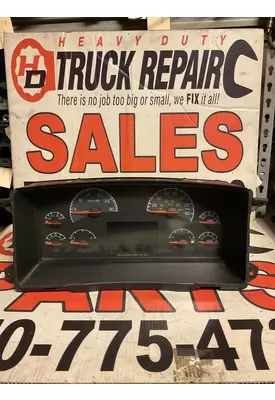 HEAVY DUTY
HD
TRUCK REPAIR
There is no job too big or small, we FIX it all!
SALES
ARTS
0-775-47